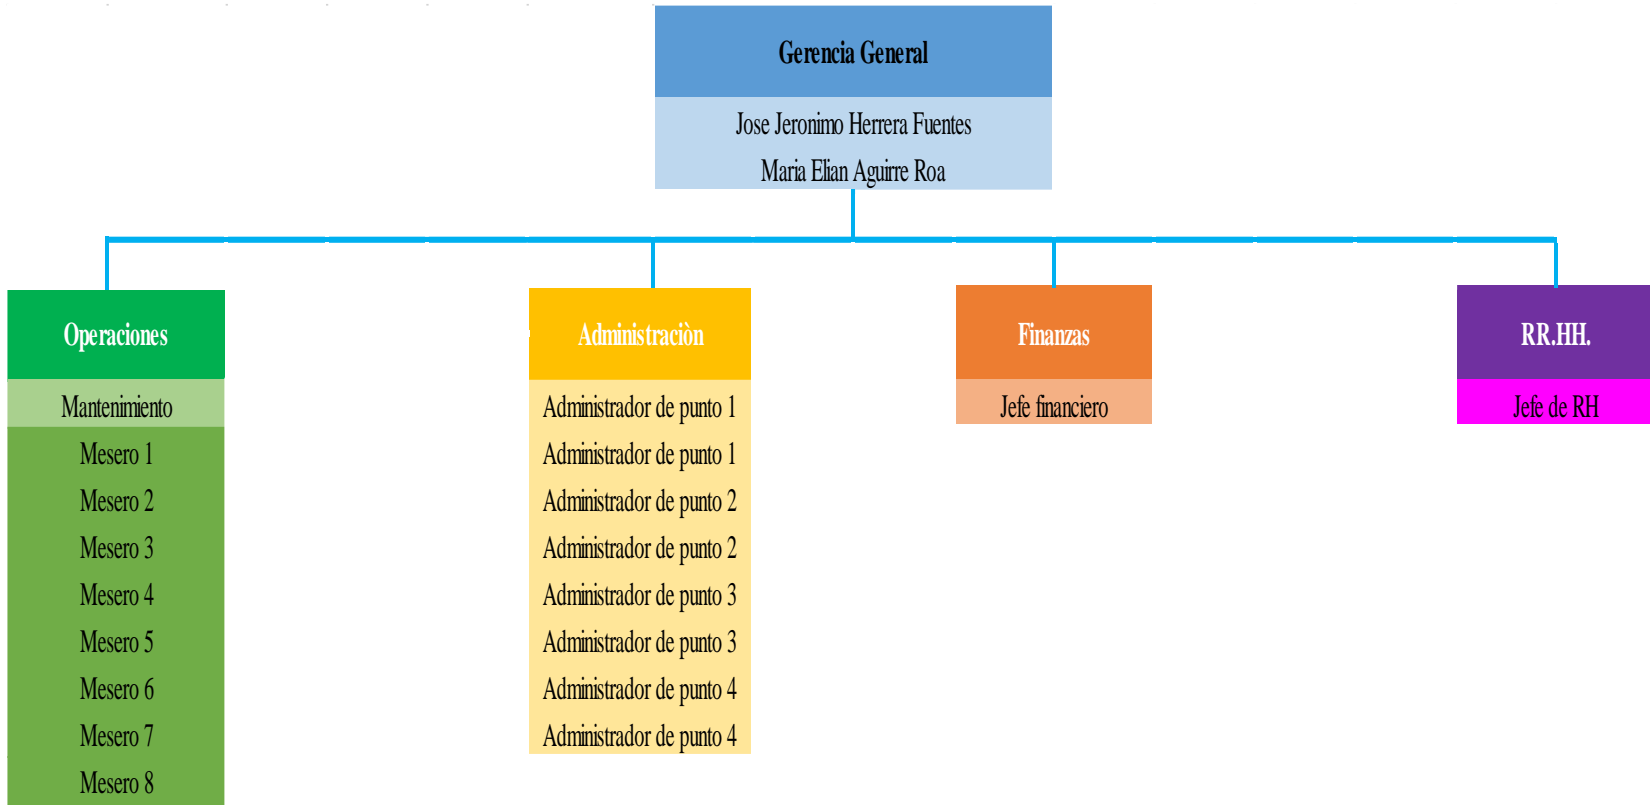 Gerencia General
Jose Jeronimo Herrera Fuentes
Maria Elian Aguirre Roa
Operaciones
Mantenimiento
Mesero 1
Mesero 2
Mesero 3
Mesero 4
Mesero 5
Mesero 6
Mesero 7
Mesero 8
Administraciòn
Administrador de punto 1
Administrador de punto 1
Administrador de punto 2
Administrador de punto 2
Administrador de punto 3
Administrador de punto 3
Administrador de punto 4
Administrador de punto 4
Finanzas
Jefe financiero
RR.HH.
Jefe de RH